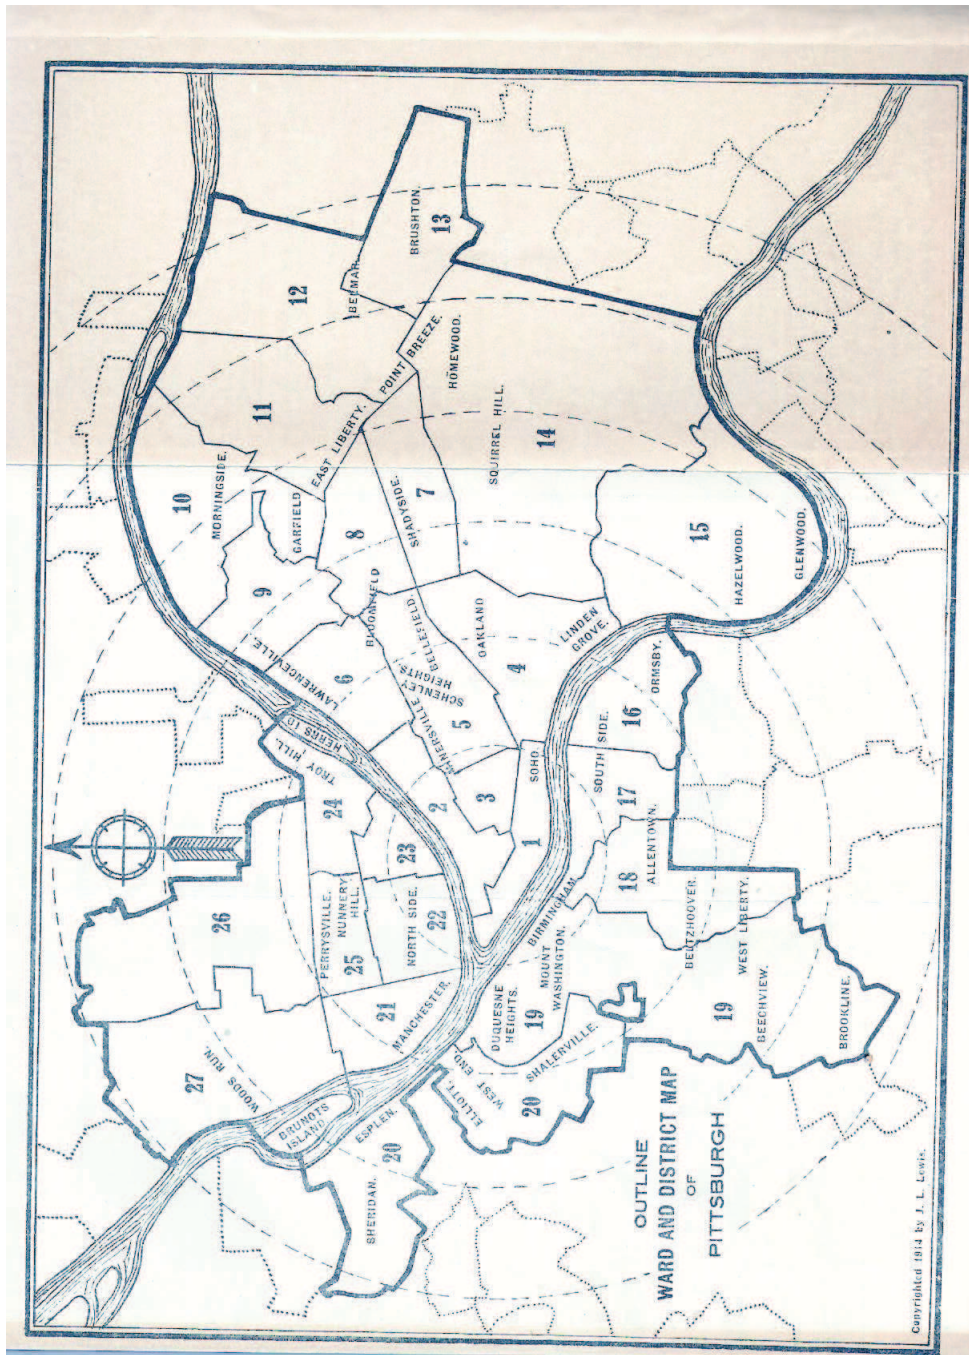 27
WOODS RUN.
26
BRUNOTS
ISLAND
21
MANCHESTER.
PERRYSVILLE.
25
NUNNERY
HILL.
NORTH SIDE.
22
23
24
TROY HILL.
HERRS ID
SHERIDAN.
20
ESPLEN.
ELLIOTT.
WEST END.
20
SHALERVILLE.
DUQUESNE
HEIGHTS.
19
MOUNT
WASHINGTON.
BIRMINGHAM.
18
ALLENTOWN.
17
SOUTH SIDE.
16
ORMSBY.
BELTZHOOVER.
WEST LIBERTY.
19
BEECHVIEW.
BROOKLINE.
1
SOHO.
2
3
MINERSVILLE.
5
SCHENLEY
HEIGHTS.
BELLEFIELD.
OAKLAND
4
LINDEN
GROVE.
6
LAWRENCEVILLE.
BLOOMFIELD
9
10
MORNINGSIDE.
GARFIELD
8
SHADYSIDE.
7
11
EAST LIBERTY.
POINT BREEZE.
12
BELMAR
BRUSHTON.
13
HOMEWOOD.
SQUIRREL HILL.
14
15
HAZELWOOD.
GLENWOOD.
OUTLINE
WARD AND DISTRICT MAP
OF
PITTSBURGH
Copyrighted 1914 by J. L. Lewis.